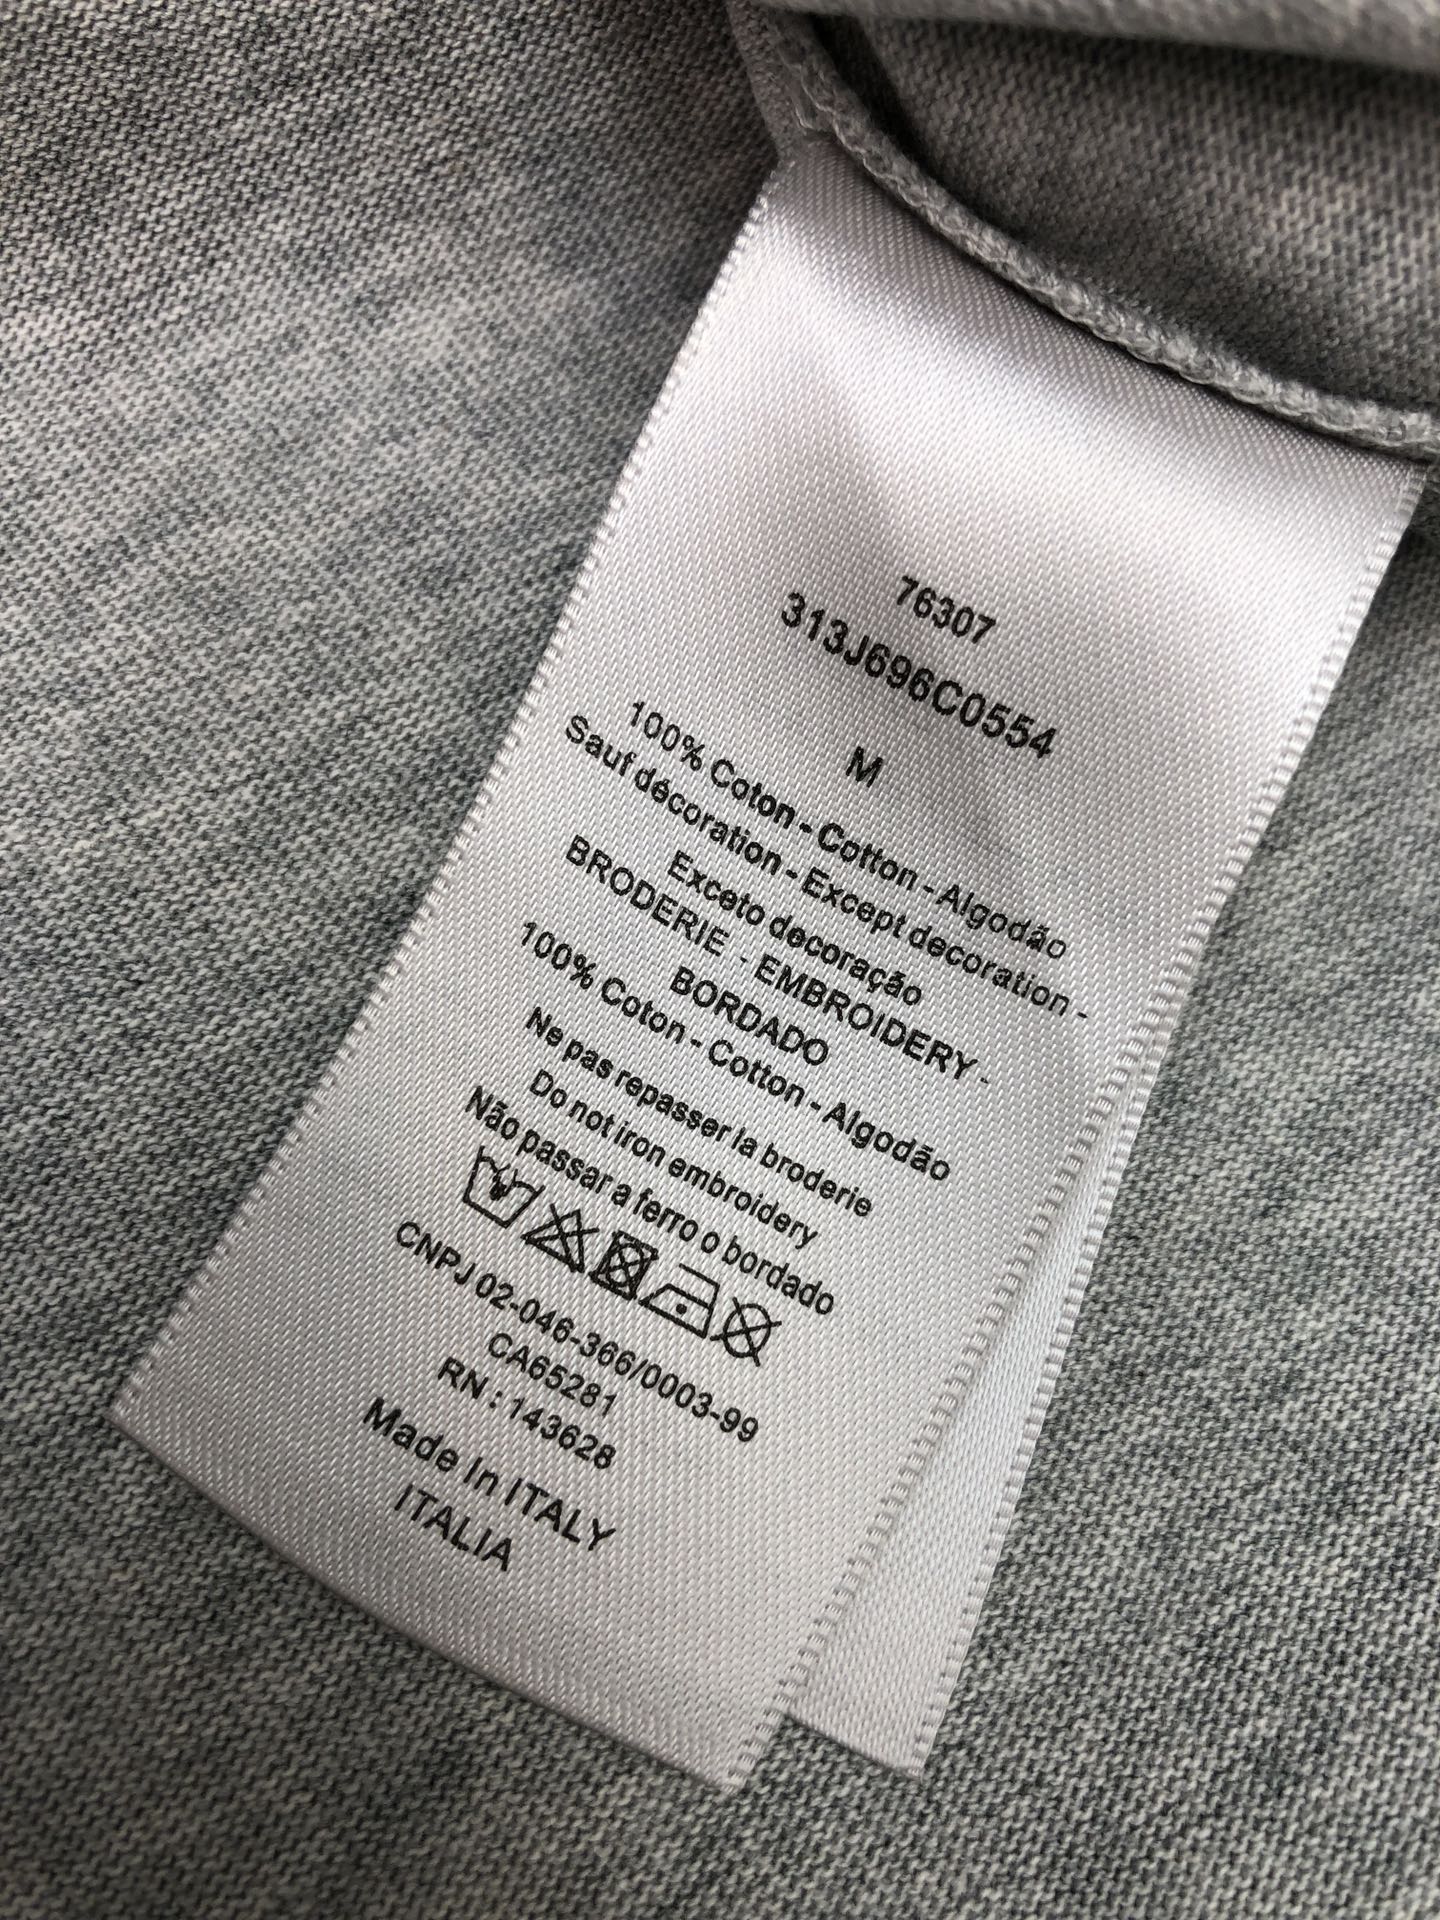 76307
313J696C0554
M
100% Coton - Cotton - Algodão
Sauf décoration - Except decoration -
Exceto decoração
BRODERIE - EMBROIDERY -
BORDADO
100% Coton - Cotton - Algodão
Ne pas repasser la broderie
Do not iron embroidery
Não passar a ferro o bordado
CNPJ 02-046-366/0003-99
CA65281
RN : 143628
Made In ITALY
ITALIA